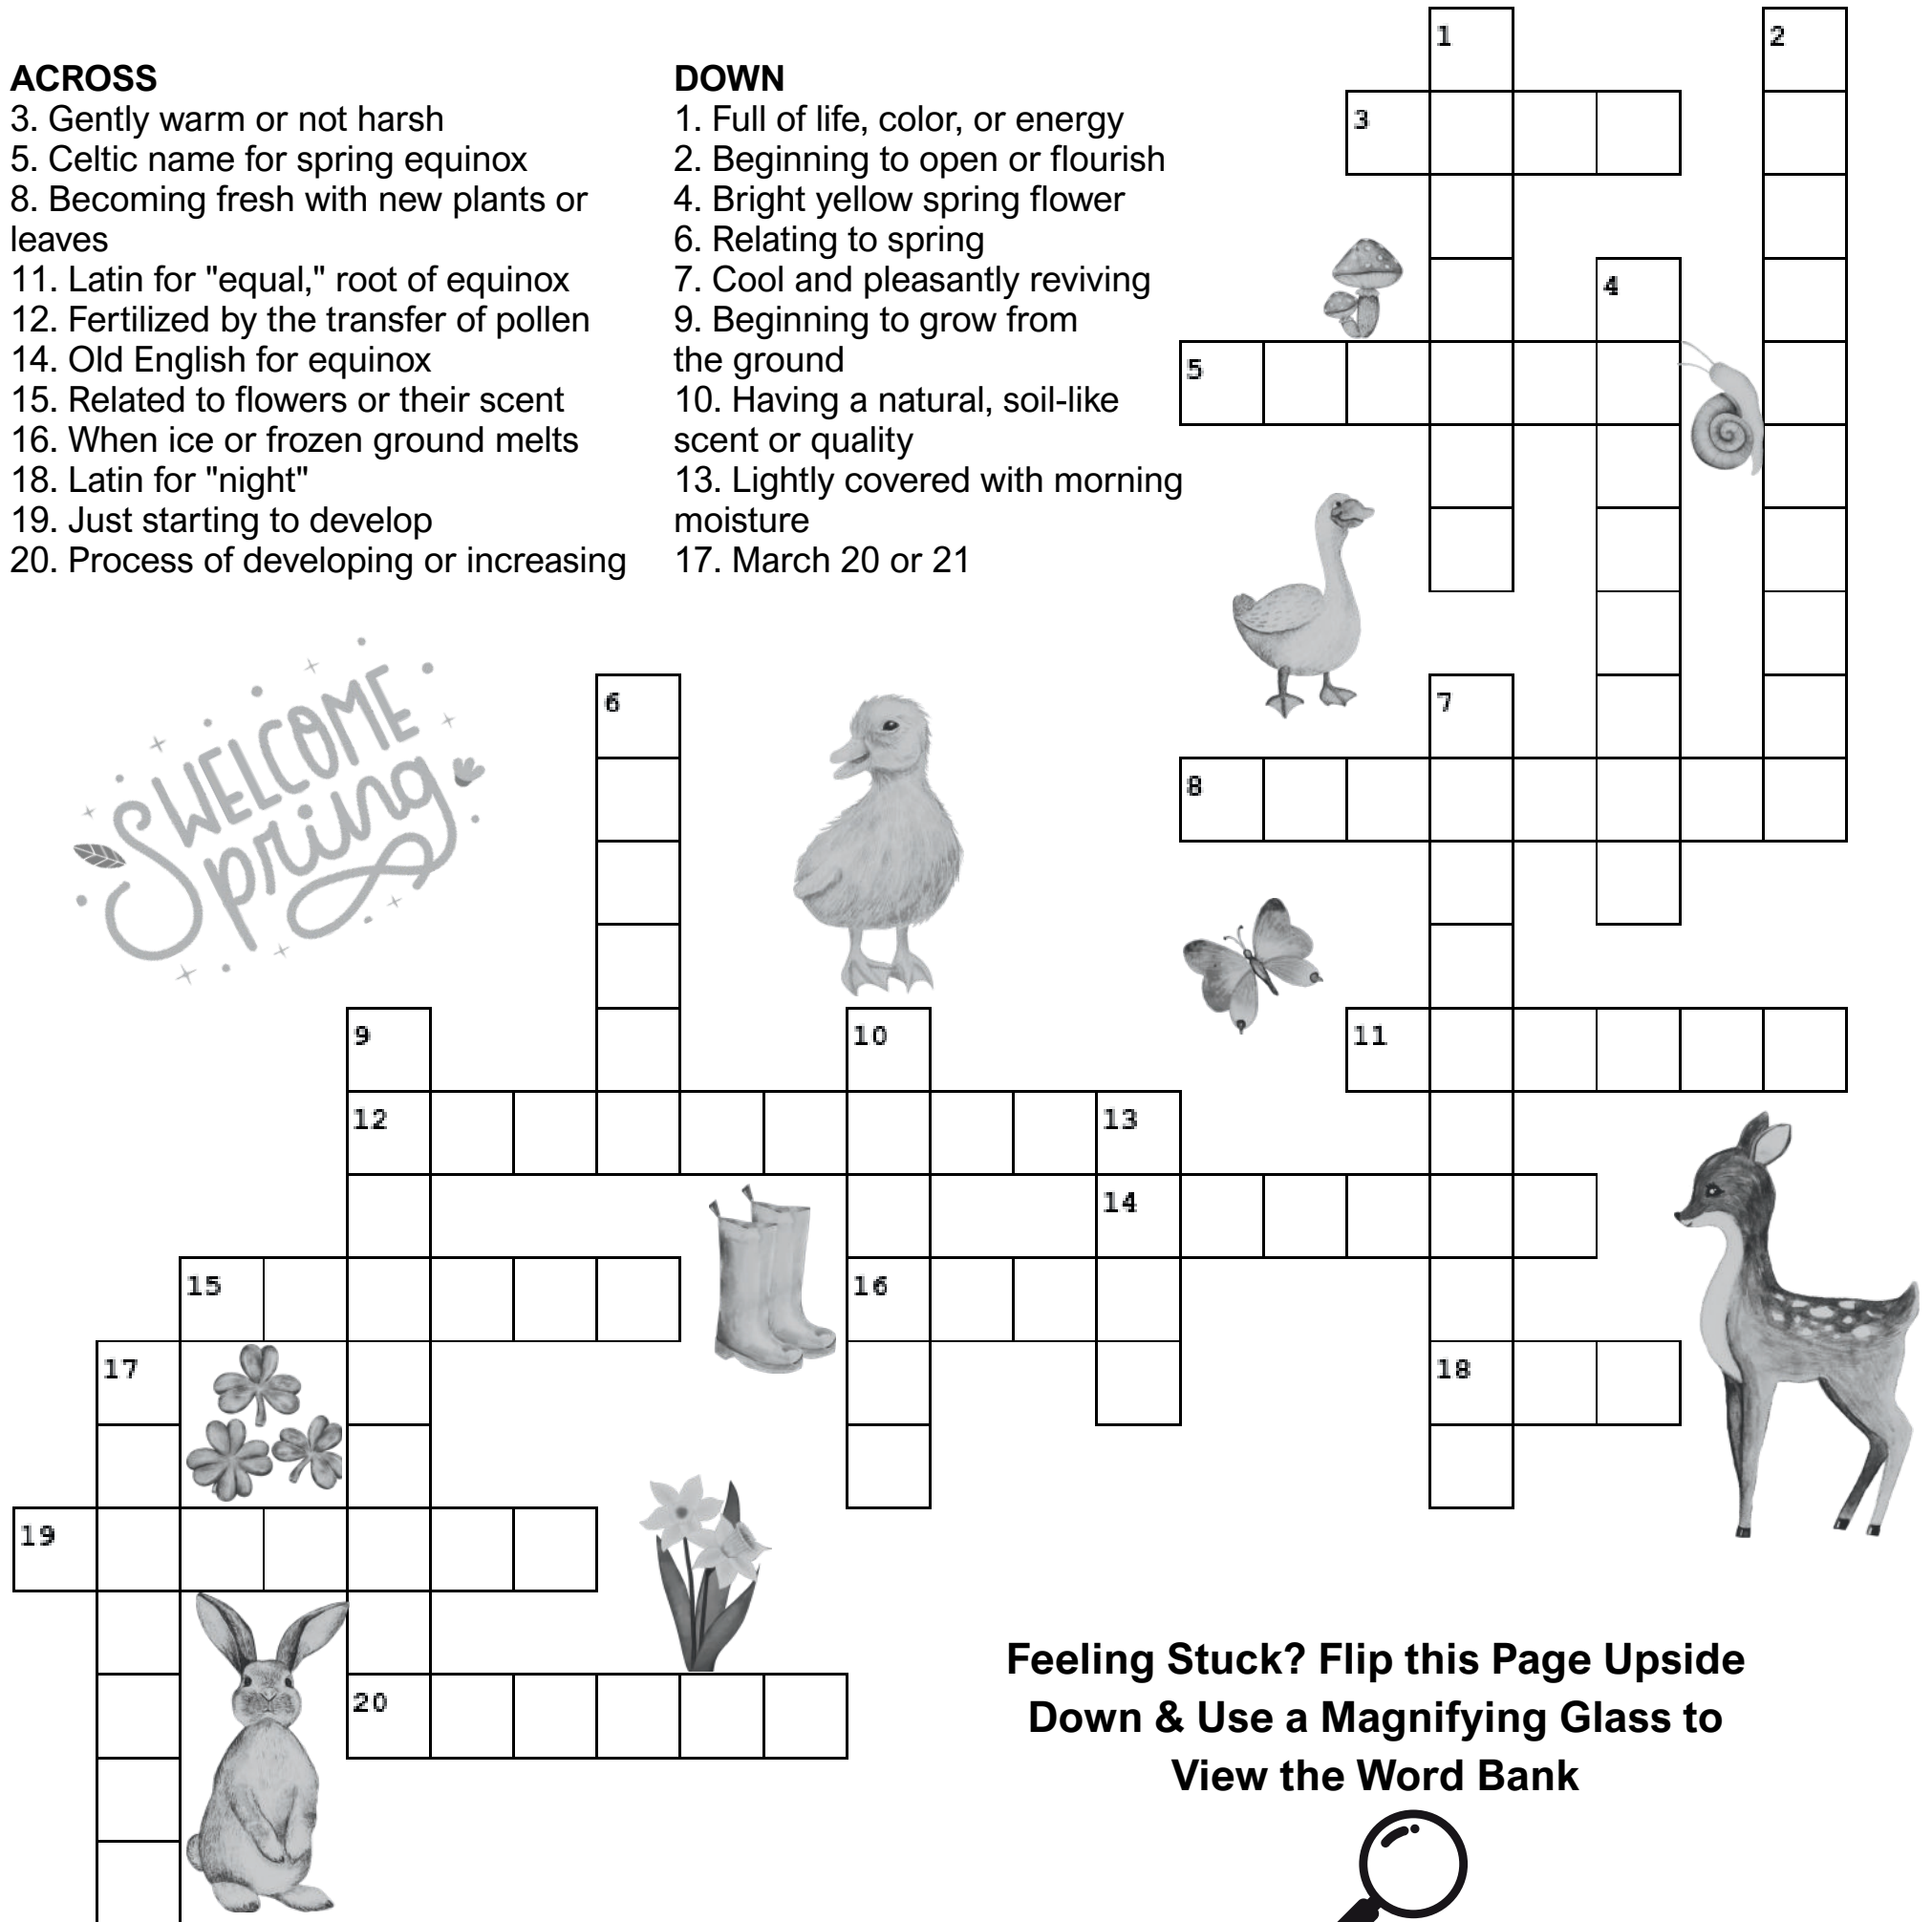 ACROSS
3. Gently warm or not harsh
5. Celtic name for spring equinox
8. Becoming fresh with new plants or
leaves
11. Latin for "equal," root of equinox
12. Fertilized by the transfer of pollen
14. Old English for equinox
15. Related to flowers or their scent
16. When ice or frozen ground melts
18. Latin for "night"
19. Just starting to develop
20. Process of developing or increasing
DOWN
1. Full of life, color, or energy
2. Beginning to open or flourish
4. Bright yellow spring flower
6. Relating to spring
7. Cool and pleasantly reviving
9. Beginning to grow from
the ground
10. Having a natural, soil-like
scent or quality
13. Lightly covered with morning
moisture
17. March 20 or 21
1
2
3
4
5
WELCOME
Spring
6
7
8
9
10
11
12
13
14
15
16
17
18
19
20
Feeling Stuck? Flip this Page Upside
Down & Use a Magnifying Glass to
View the Word Bank